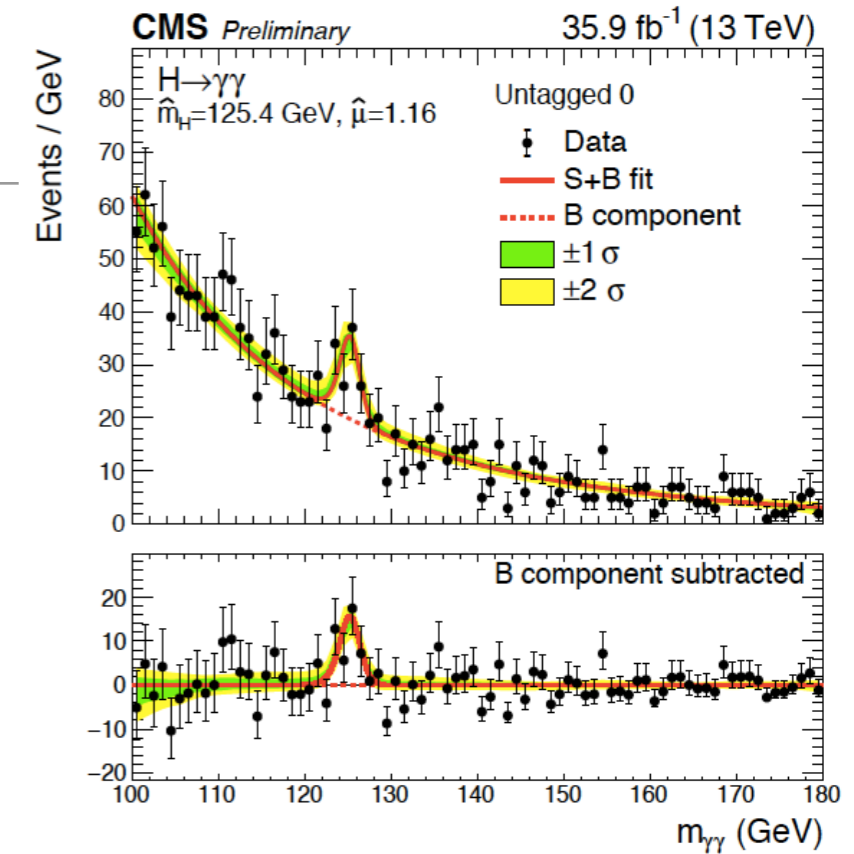 CMS Preliminary 35.9 fb⁻¹ (13 TeV)
Events / GeV
H→γγ
m̂_H=125.4 GeV, μ̂=1.16
Untagged 0
Data
S+B fit
B component
±1 σ
±2 σ
80
70
60
50
40
30
20
10
0
B component subtracted
20
10
0
−10
−20
100 110 120 130 140 150 160 170 180
m_γγ (GeV)